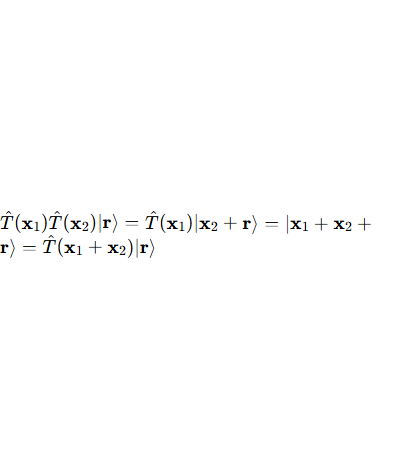 T̂(𝐱₁)T̂(𝐱₂)|𝐫⟩ = T̂(𝐱₁)|𝐱₂ + 𝐫⟩ = |𝐱₁ + 𝐱₂ +
𝐫⟩ = T̂(𝐱₁ + 𝐱₂)|𝐫⟩